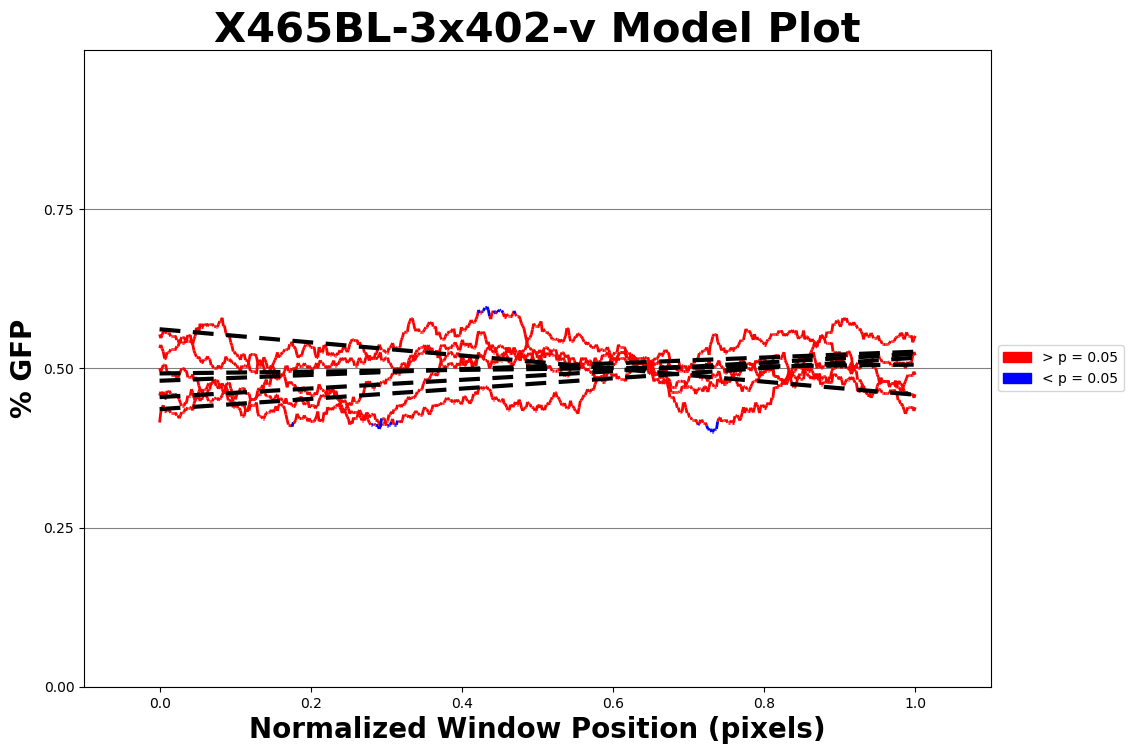 X465BL-3x402-v Model Plot
% GFP
0.75
0.50
0.25
0.00
0.0 0.2 0.4 0.6 0.8 1.0
Normalized Window Position (pixels)
> p = 0.05
< p = 0.05